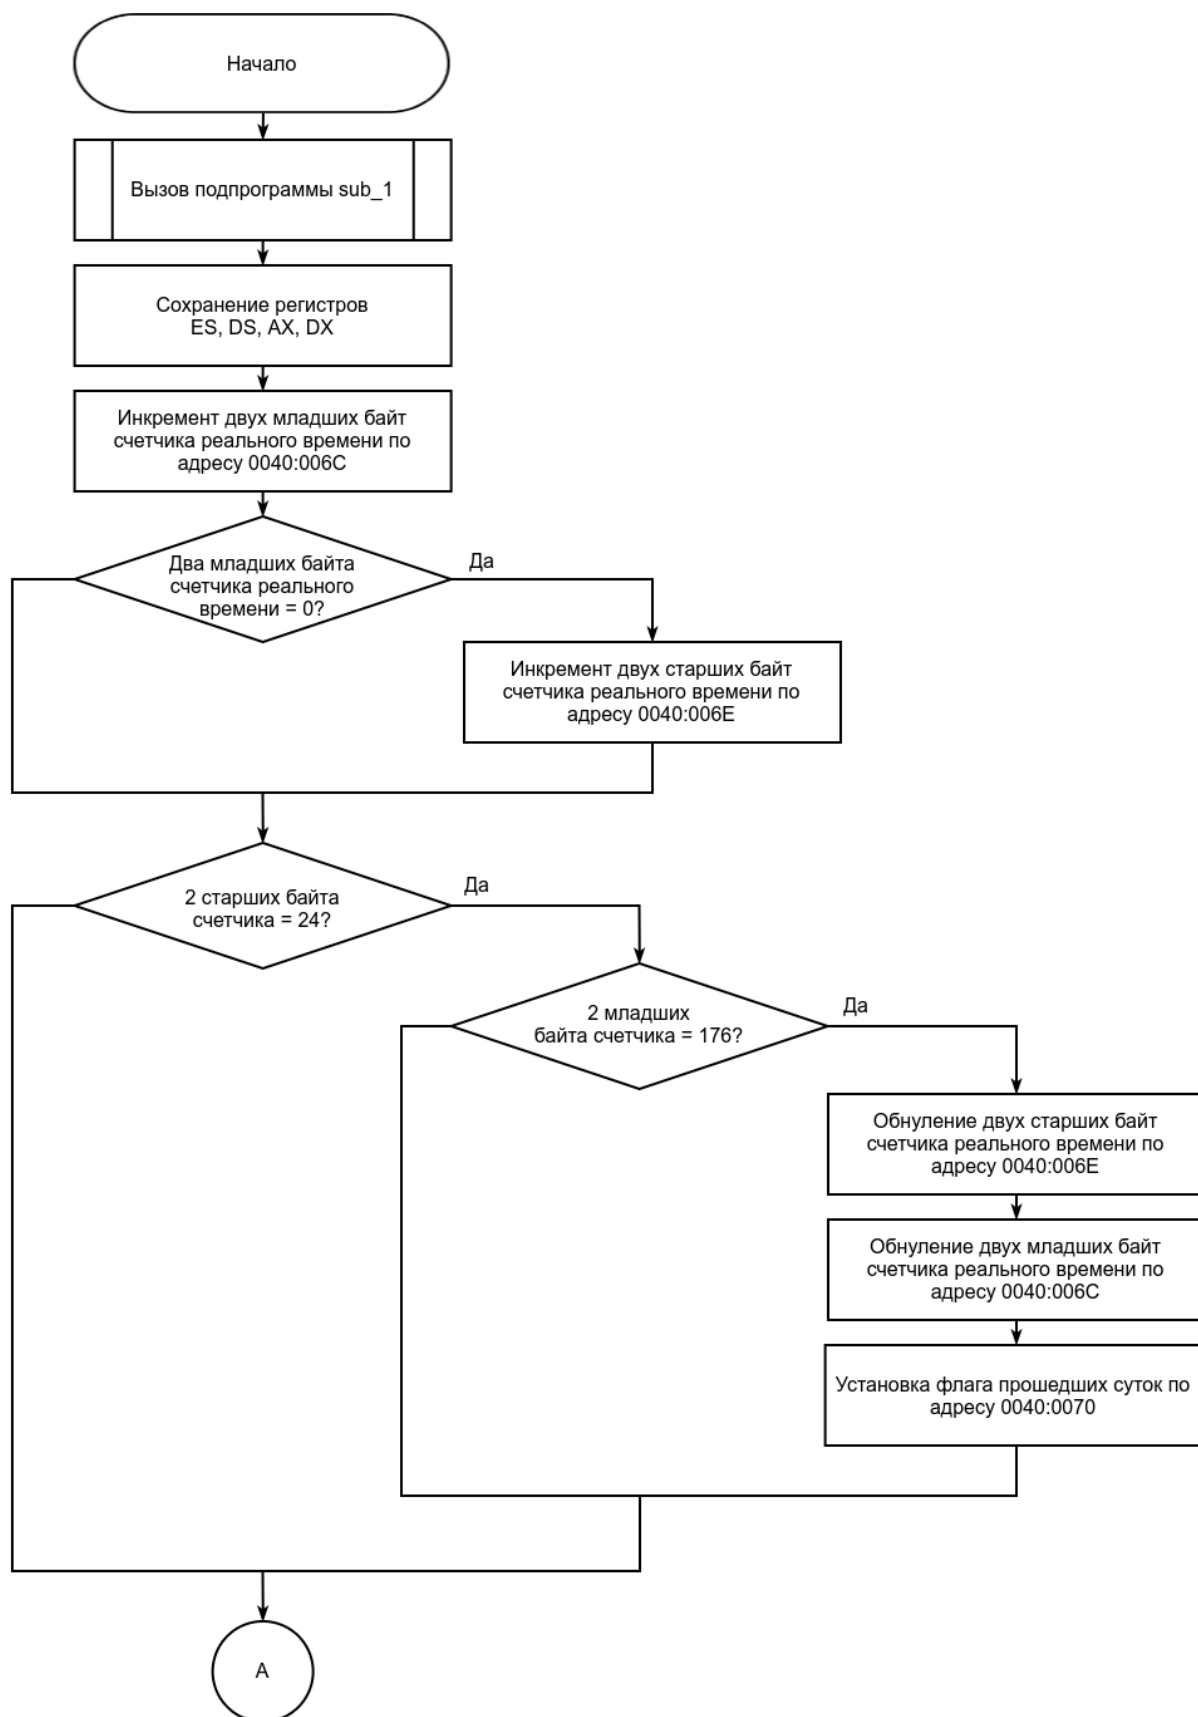 Начало
Вызов подпрограммы sub_1
Сохранение регистров
ES, DS, AX, DX
Инкремент двух младших байт
счетчика реального времени по
адресу 0040:006C
Два младших байта
счетчика реального
времени = 0?
Да
Инкремент двух старших байт
счетчика реального времени по
адресу 0040:006E
2 старших байта
счетчика = 24?
Да
2 младших
байта счетчика = 176?
Да
Обнуление двух старших байт
счетчика реального времени по
адресу 0040:006E
Обнуление двух младших байт
счетчика реального времени по
адресу 0040:006C
Установка флага прошедших суток по
адресу 0040:0070
A